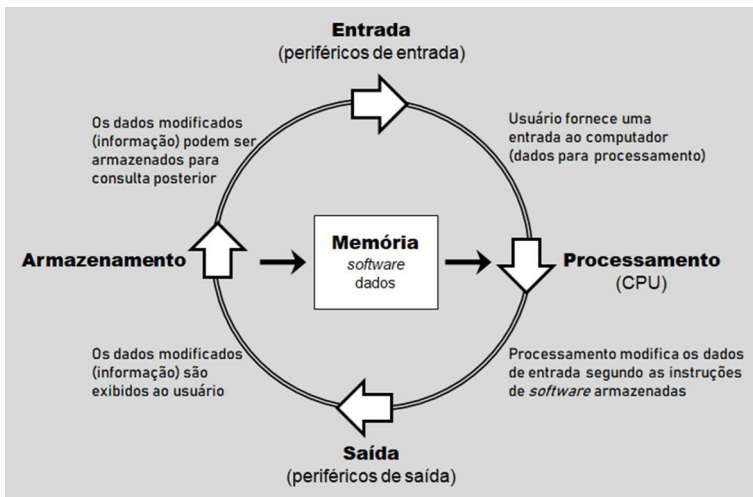 Entrada
(periféricos de entrada)
Os dados modificados
(informação) podem ser
armazenados para
consulta posterior
Usuário fornece uma
entrada ao computador
(dados para processamento)
Armazenamento
Memória
software
dados
Processamento
(CPU)
Os dados modificados
(informação) são
exibidos ao usuário
Processamento modifica os dados
de entrada segundo as instruções
de software armazenadas
Saída
(periféricos de saída)